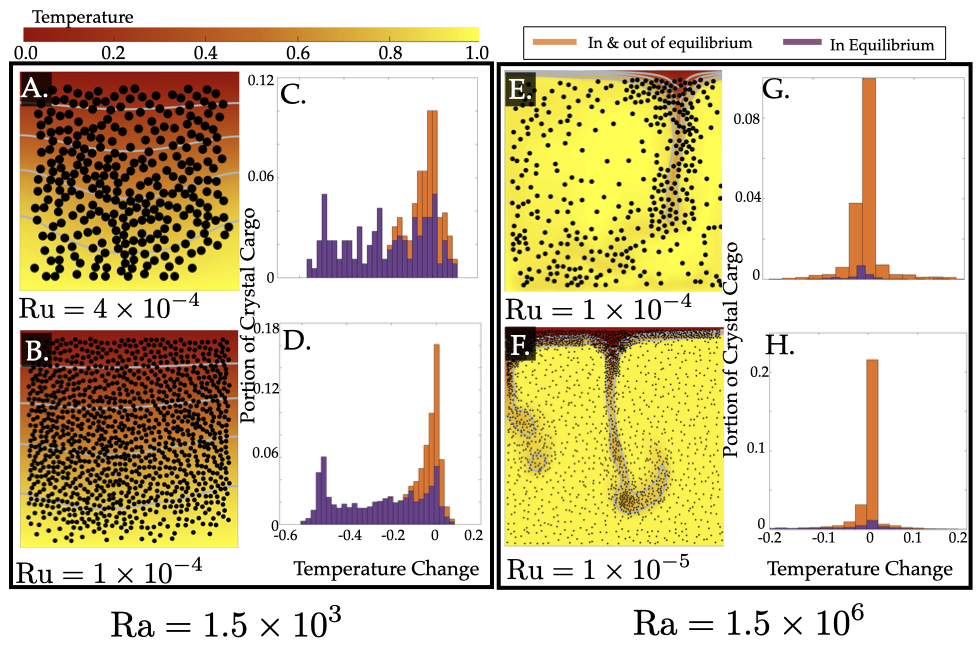 Temperature
0.0 0.2 0.4 0.6 0.8 1.0
In & out of equilibrium In Equilibrium
A.
C.
0.12
0.06
0
Ru = 4 × 10⁻⁴
Portion of Crystal Cargo
B.
D.
0.18
0.12
0.06
0
-0.6 -0.4 -0.2 0 0.2
Ru = 1 × 10⁻⁴
Temperature Change
E.
G.
0.08
0.04
0
Ru = 1 × 10⁻⁴
Portion of Crystal Cargo
F.
H.
0.2
0.1
0
-0.2 -0.1 0 0.1 0.2
Ru = 1 × 10⁻⁵
Temperature Change
Ra = 1.5 × 10³
Ra = 1.5 × 10⁶